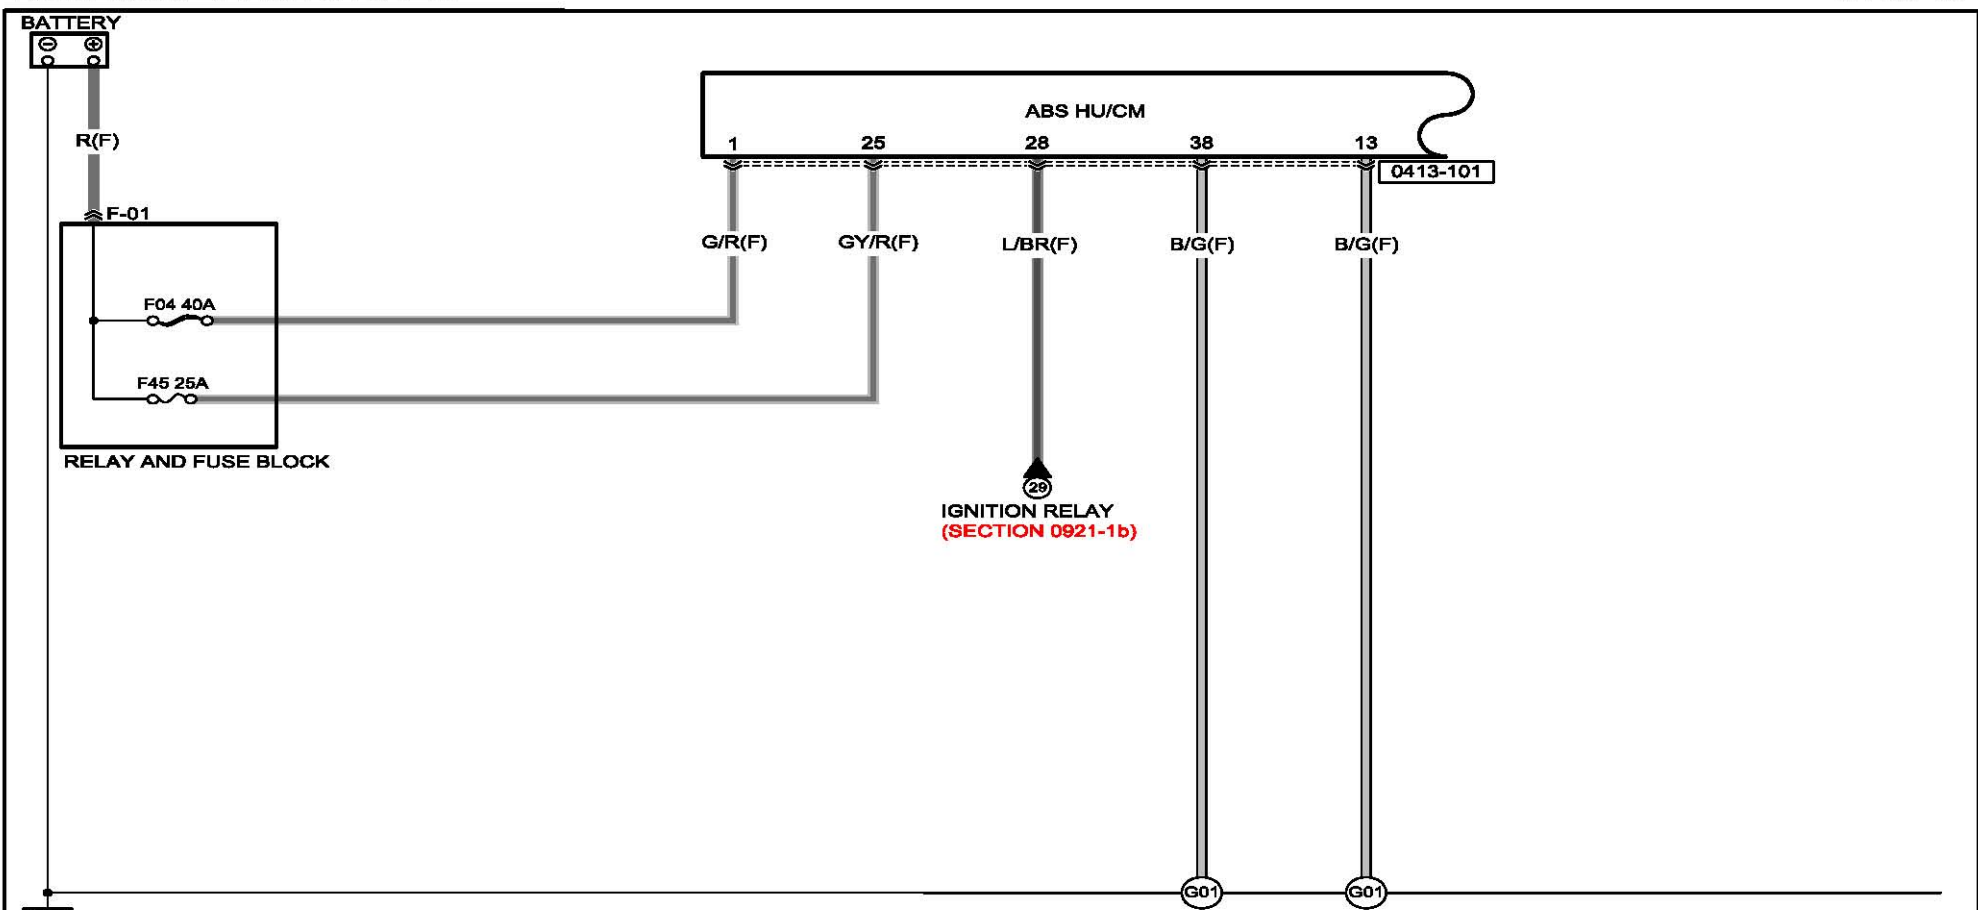 BATTERY
R(F)
F-01
F04 40A
F45 25A
RELAY AND FUSE BLOCK
ABS HU/CM
1 25 28 38 13
0413-101
G/R(F) GY/R(F) L/BR(F) B/G(F) B/G(F)
29
IGNITION RELAY
(SECTION 0921-1b)
G01 G01